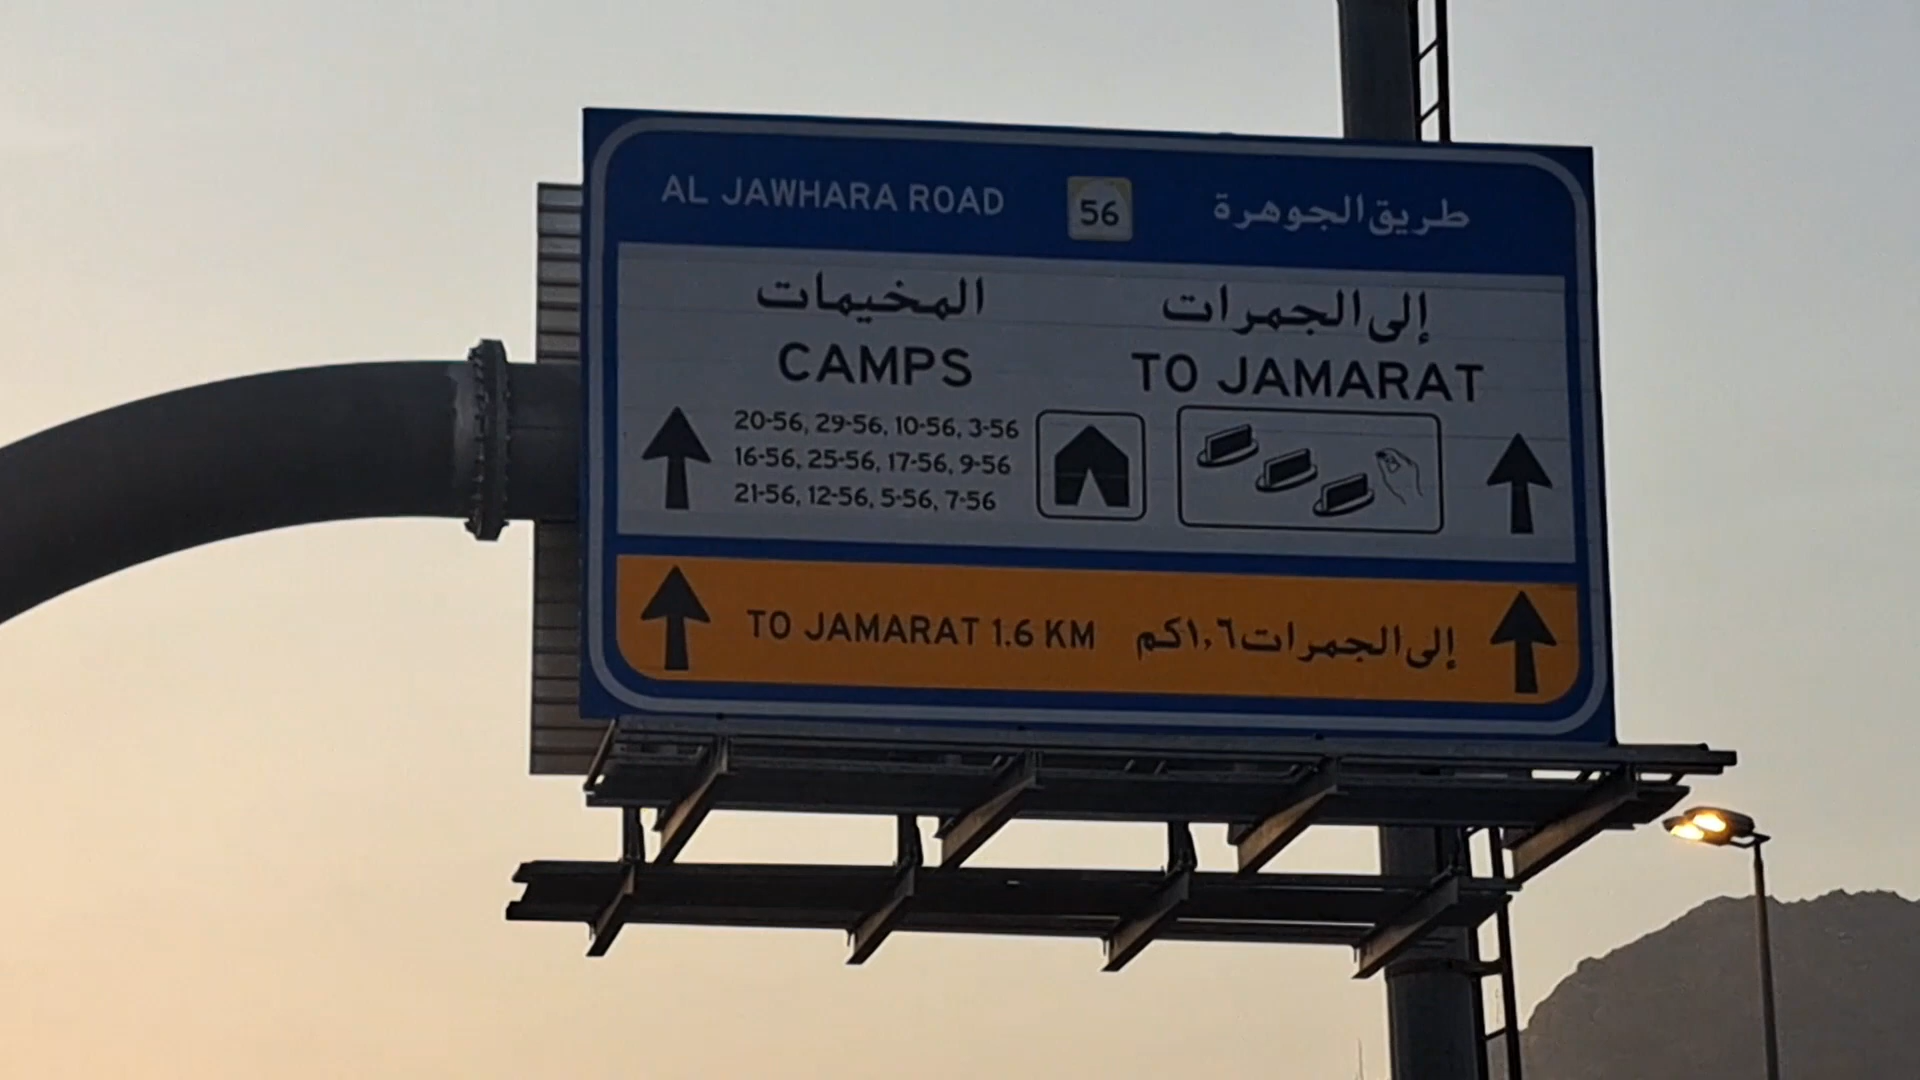 AL JAWHARA ROAD 56 طريق الجوهرة
المخيمات
CAMPS
20-56, 29-56, 10-56, 3-56
16-56, 25-56, 17-56, 9-56
21-56, 12-56, 5-56, 7-56
إلى الجمرات
TO JAMARAT
TO JAMARAT 1.6 KM إلى الجمرات ١,٦ كم